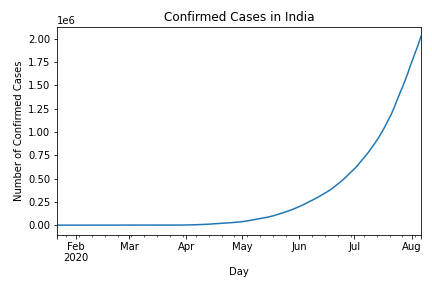 Confirmed Cases in India
1e6
2.00
1.75
1.50
1.25
1.00
0.75
0.50
0.25
0.00
Number of Confirmed Cases
Feb Mar Apr May Jun Jul Aug
2020
Day